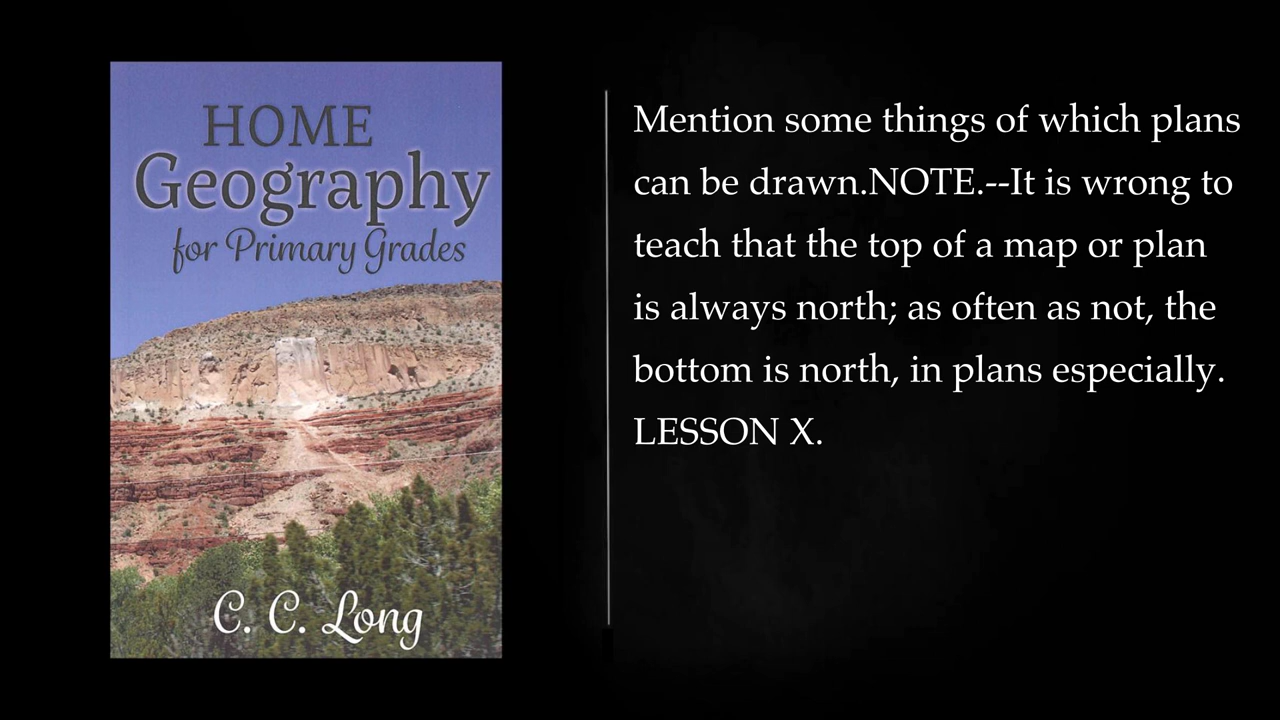 HOME
Geography
for Primary Grades
C. C. Long
Mention some things of which plans
can be drawn.NOTE.--It is wrong to
teach that the top of a map or plan
is always north; as often as not, the
bottom is north, in plans especially.
LESSON X.